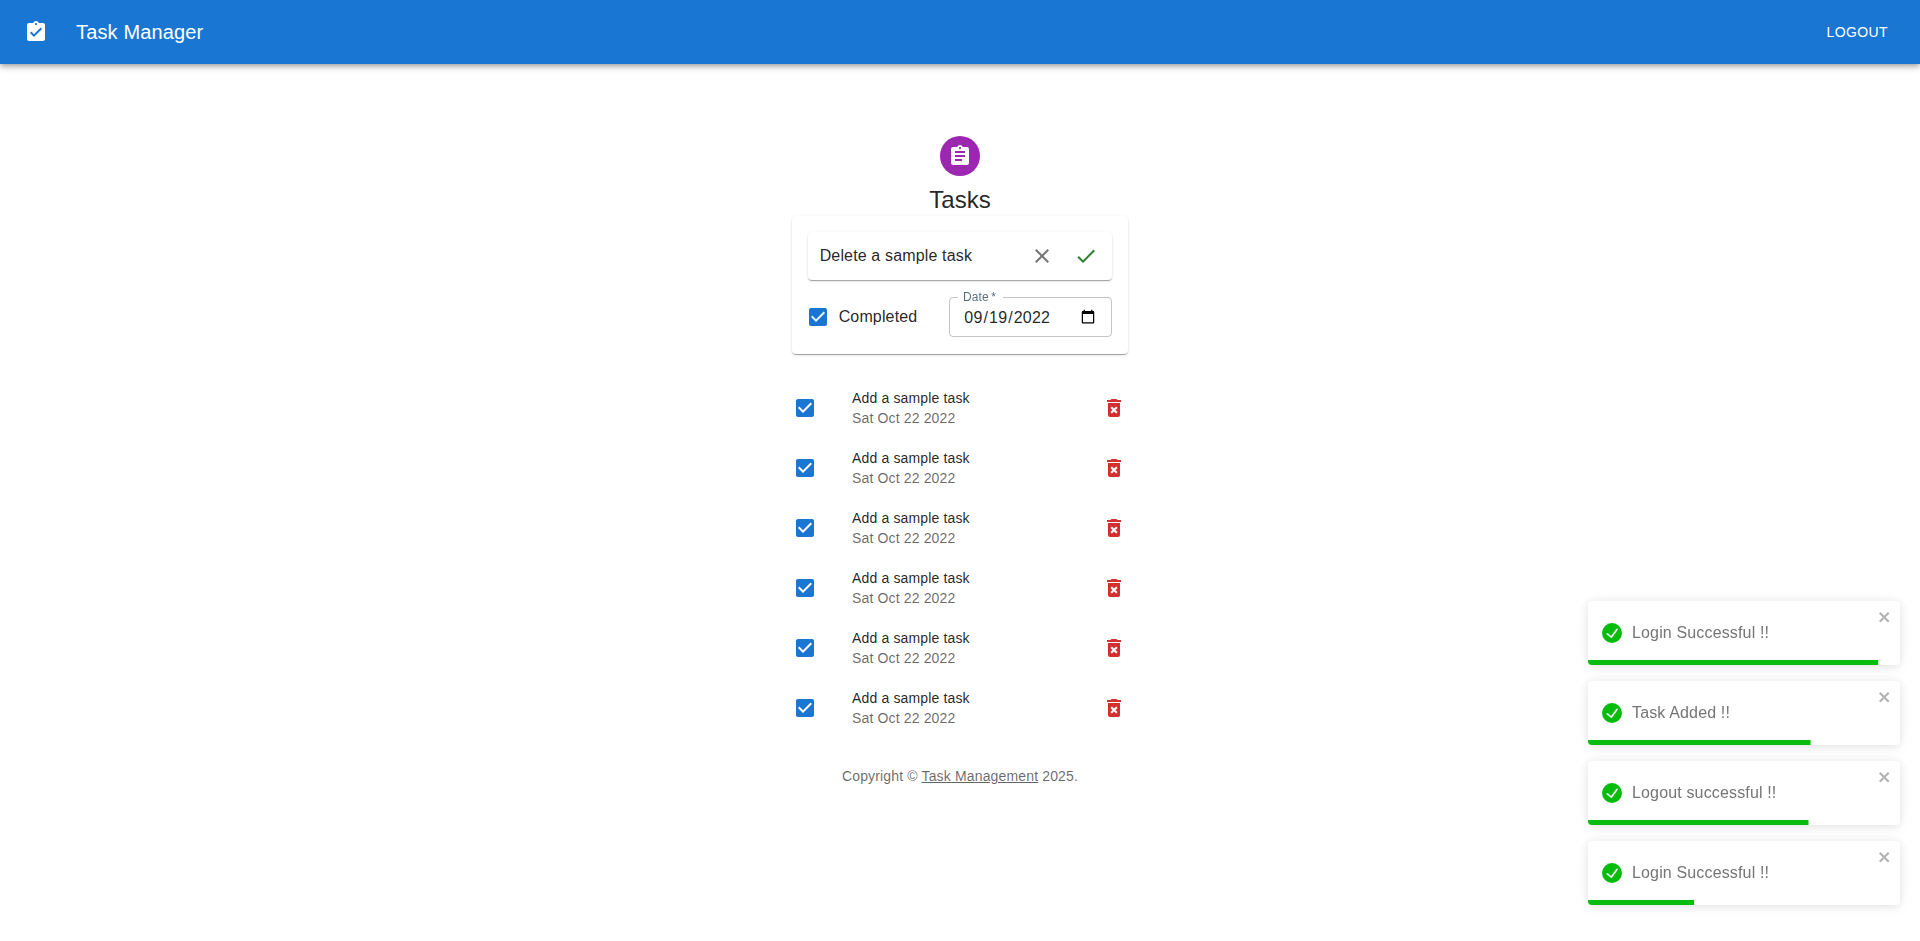 Task Manager
LOGOUT
Tasks
Delete a sample task
Completed
Date *
09/19/2022
Add a sample task
Sat Oct 22 2022
Add a sample task
Sat Oct 22 2022
Add a sample task
Sat Oct 22 2022
Add a sample task
Sat Oct 22 2022
Add a sample task
Sat Oct 22 2022
Add a sample task
Sat Oct 22 2022
Copyright © Task Management 2025.
Login Successful !!
Task Added !!
Logout successful !!
Login Successful !!